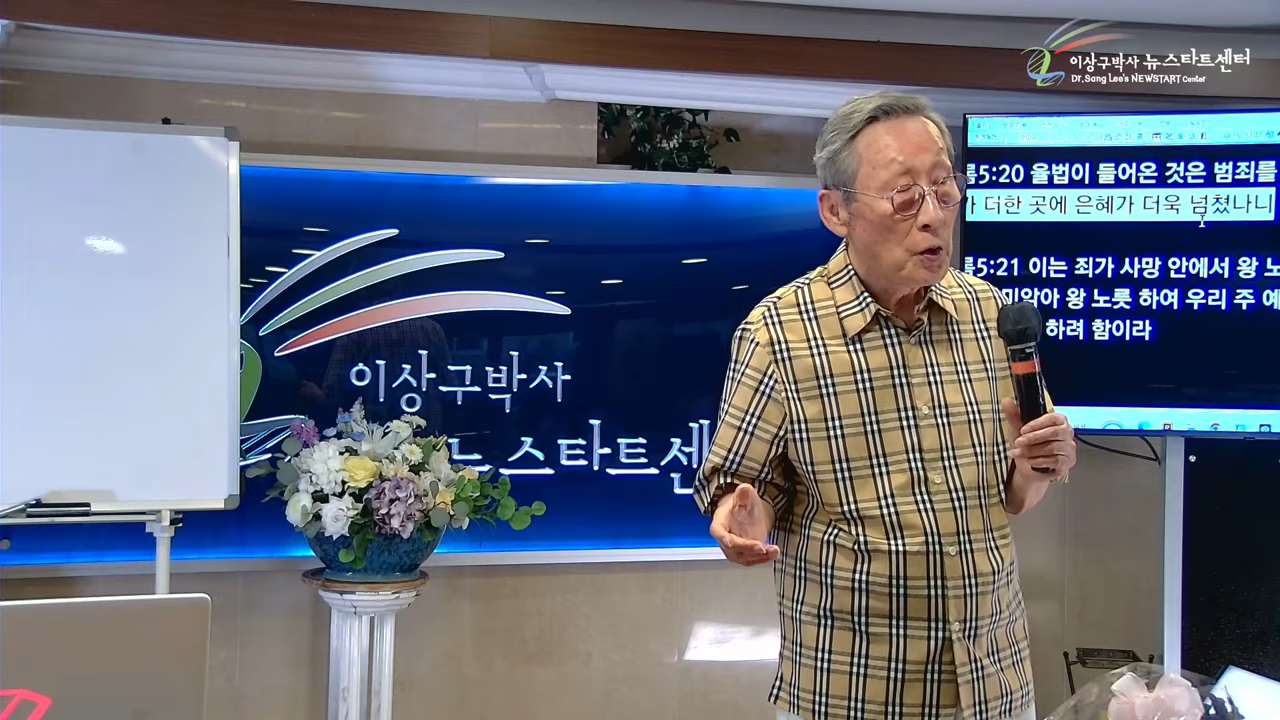 이상구박사 뉴스타트센터
Dr. Sang Lee's NEWSTART Center
롬5:20 율법이 들어온 것은 범죄를
가 더한 곳에 은혜가 더욱 넘쳤나니
롬5:21 이는 죄가 사망 안에서 왕 노
미암아 왕 노릇 하여 우리 주 예
하려 함이라
이상구박사
뉴스타트센